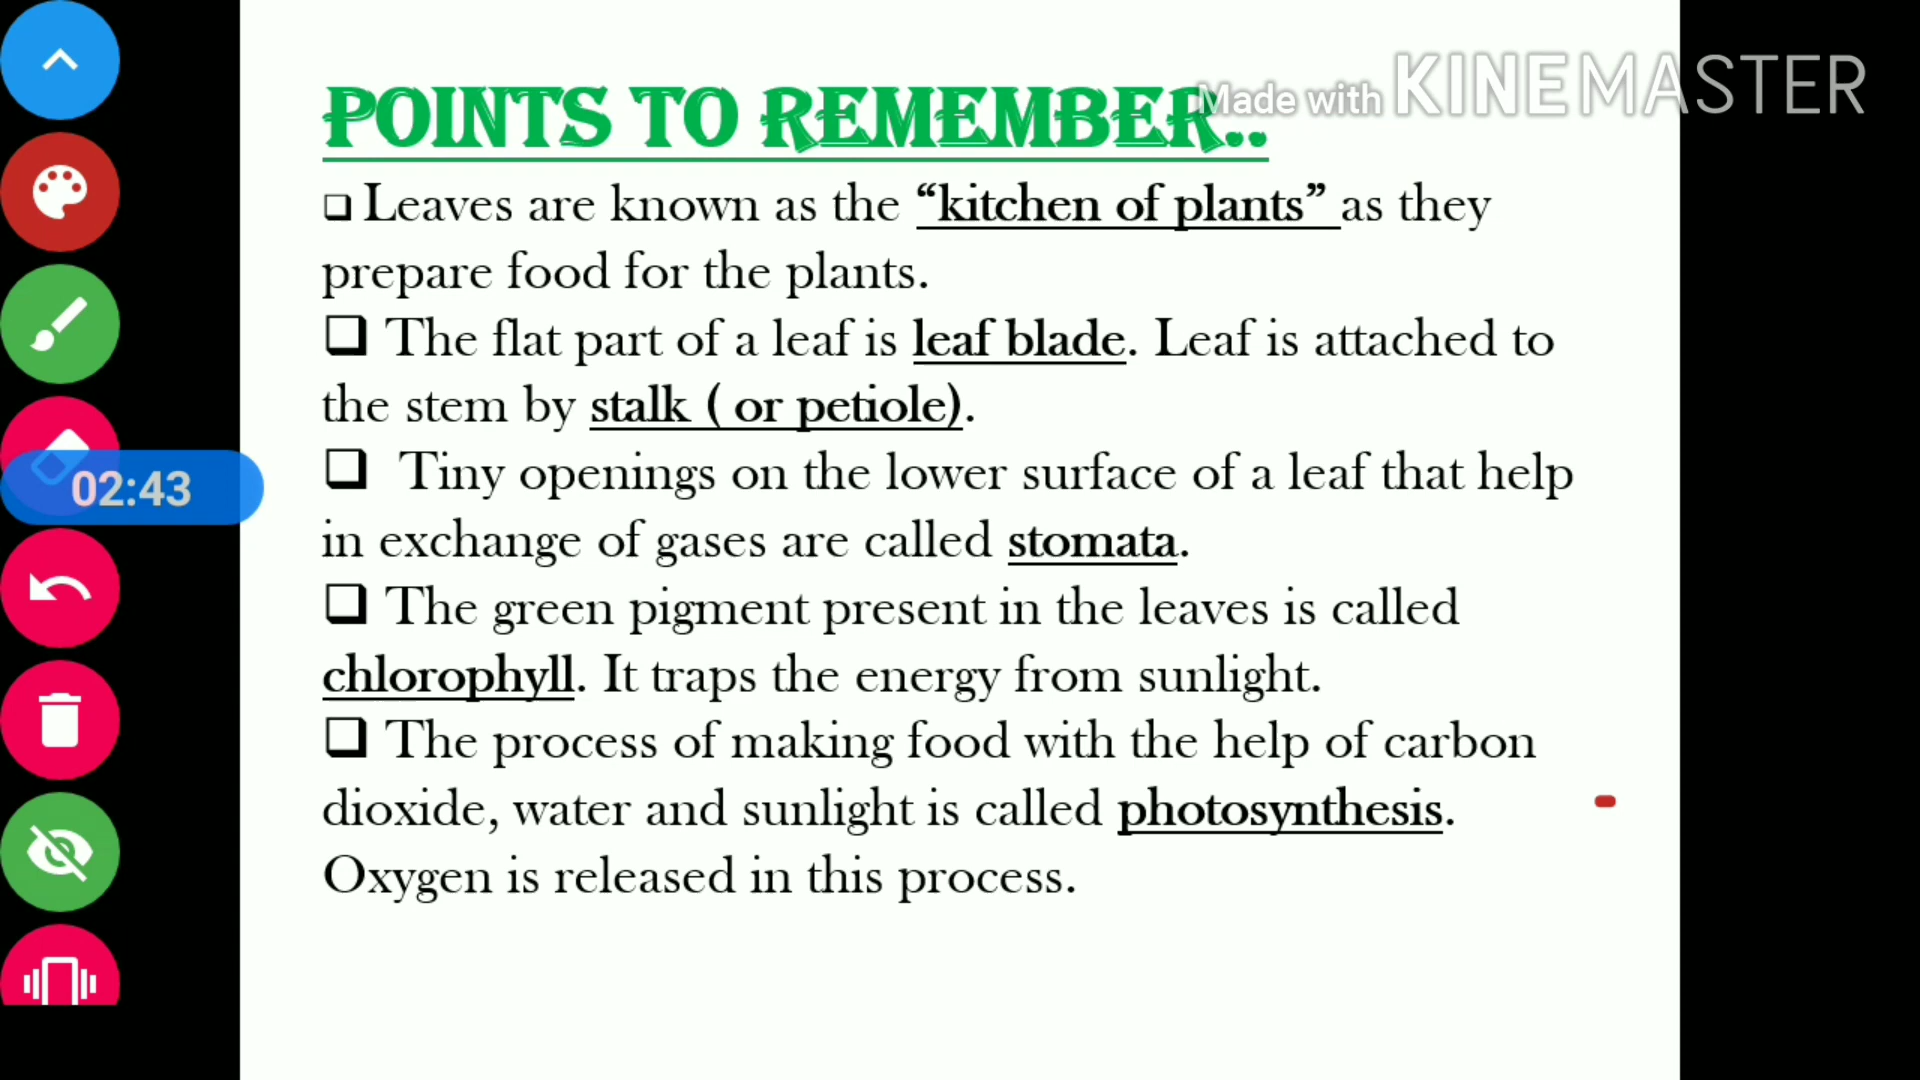 POINTS TO REMEMBER..
Made with KINEMASTER
❑ Leaves are known as the “kitchen of plants” as they
prepare food for the plants.
❑ The flat part of a leaf is leaf blade. Leaf is attached to
the stem by stalk ( or petiole).
❑ Tiny openings on the lower surface of a leaf that help
02:43
in exchange of gases are called stomata.
❑ The green pigment present in the leaves is called
chlorophyll. It traps the energy from sunlight.
❑ The process of making food with the help of carbon
dioxide, water and sunlight is called photosynthesis.
Oxygen is released in this process.